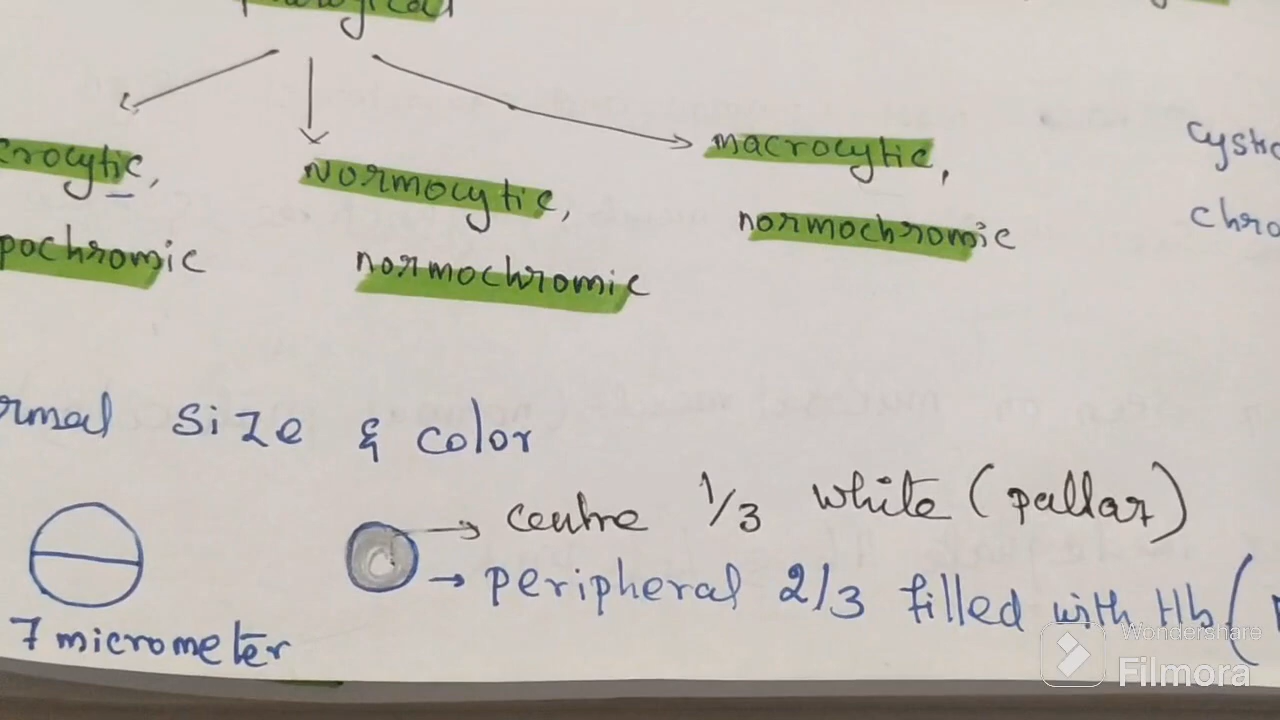 crocytic,
pochromic
Normocytic,
normochromic
macrocytic,
normochromic
cystic
chro
rmal size & color
7 micrometer
centre 1/3 white (pallar)
peripheral 2/3 filled with Hb (
Wondershare
Filmora